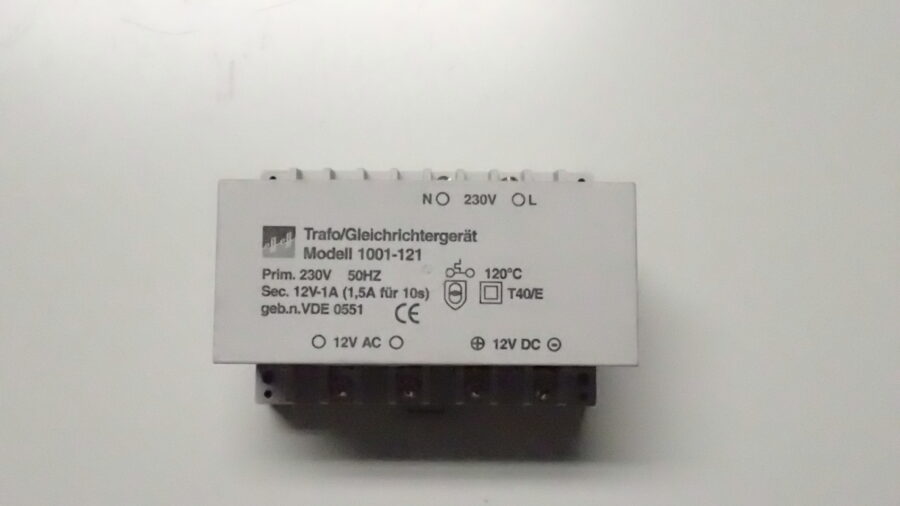 N 230V L
Trafo/Gleichrichtergerät
Modell 1001-121
Prim. 230V 50HZ
120°C
Sec. 12V-1A (1,5A für 10s)
T40/E
geb.n.VDE 0551
CE
12V AC
+ 12V DC -